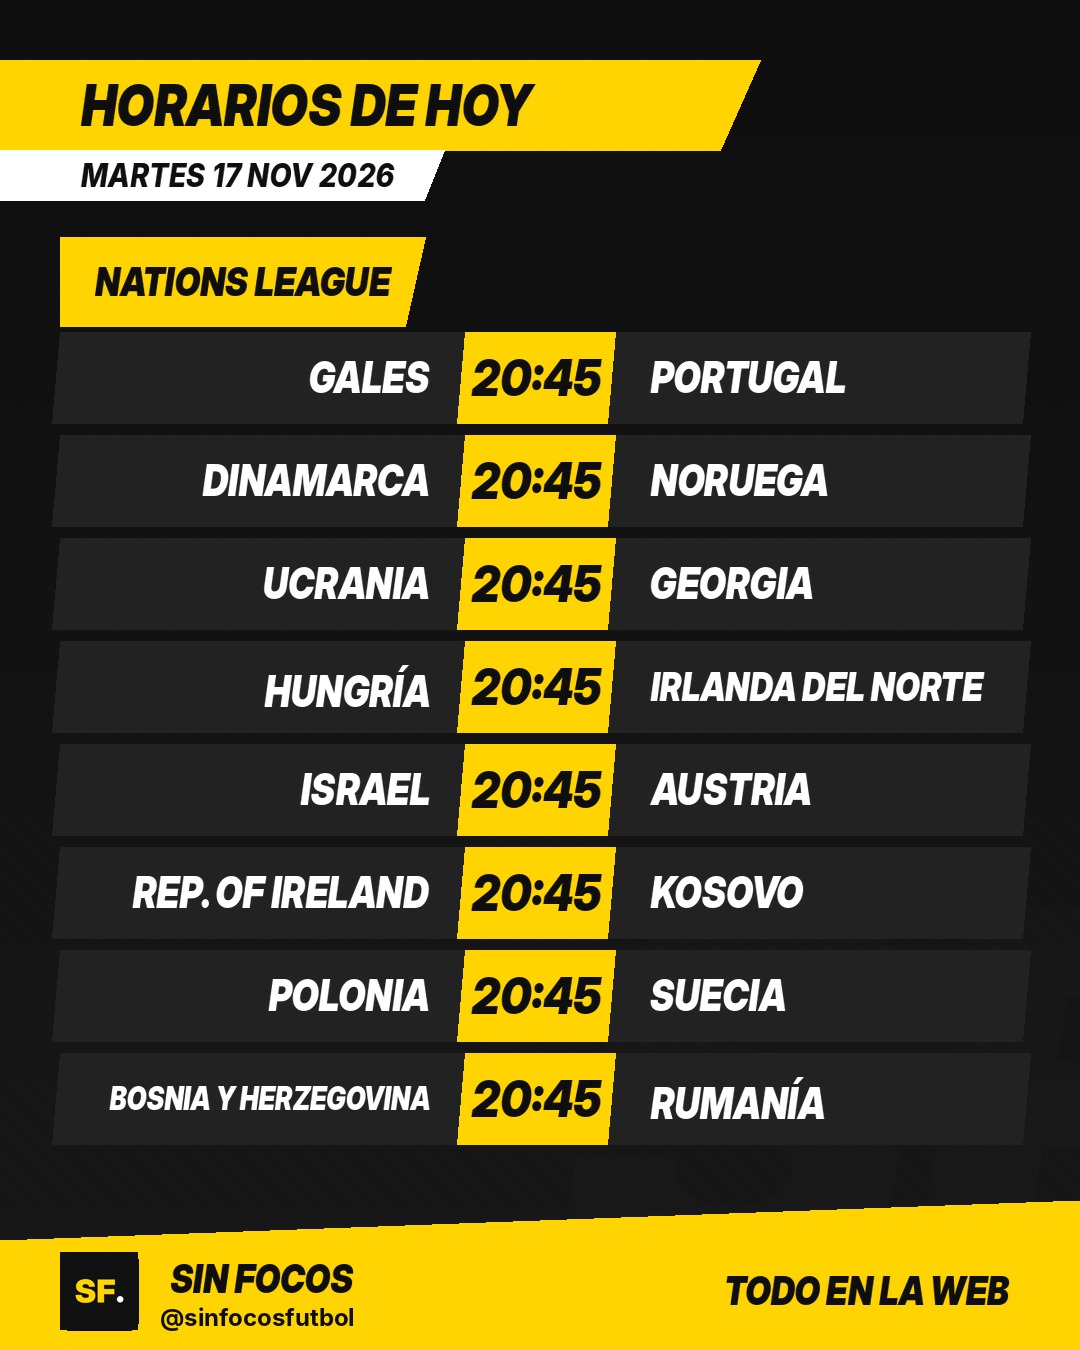 HORARIOS DE HOY
MARTES 17 NOV 2026
NATIONS LEAGUE
GALES 20:45 PORTUGAL
DINAMARCA 20:45 NORUEGA
UCRANIA 20:45 GEORGIA
HUNGRÍA 20:45 IRLANDA DEL NORTE
ISRAEL 20:45 AUSTRIA
REP. OF IRELAND 20:45 KOSOVO
POLONIA 20:45 SUECIA
BOSNIA Y HERZEGOVINA 20:45 RUMANÍA
SF.
SIN FOCOS
@sinfocosfutbol
TODO EN LA WEB